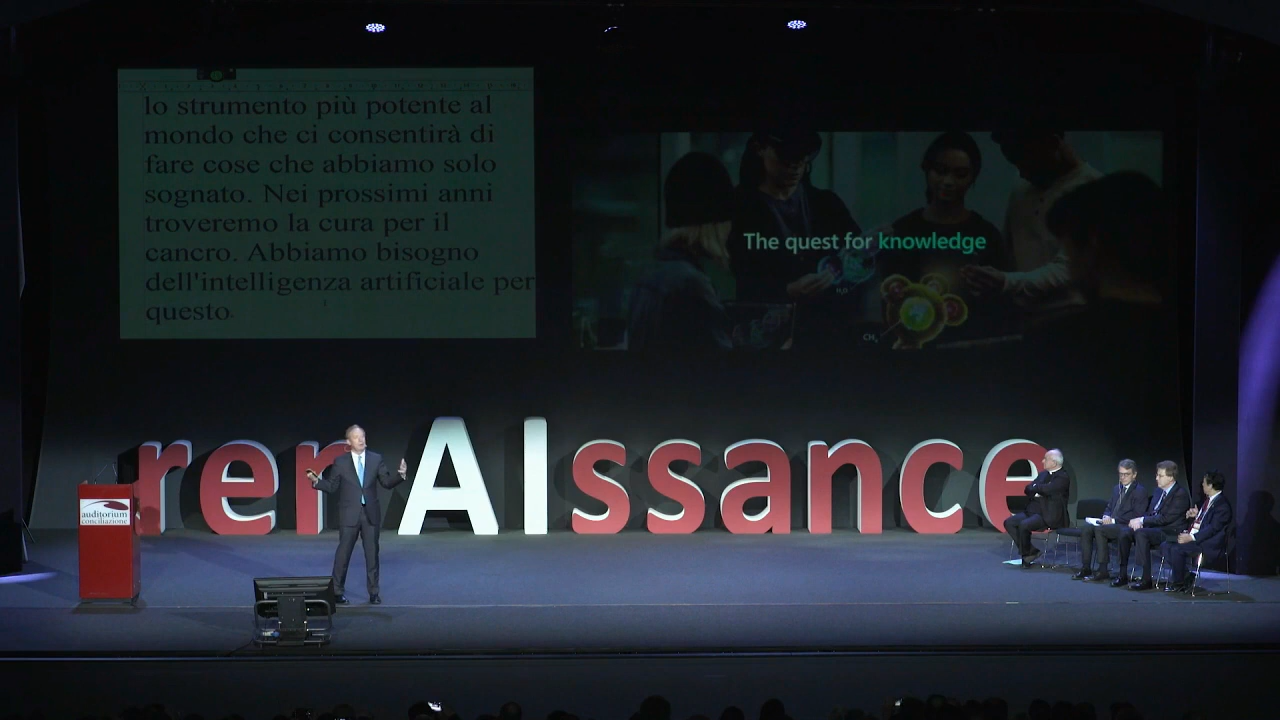 lo strumento più potente al
mondo che ci consentirà di
fare cose che abbiamo solo
sognato. Nei prossimi anni
troveremo la cura per il
cancro. Abbiamo bisogno
dell'intelligenza artificiale per
questo.
The quest for knowledge
CH₄
renAIssance
auditorium
conciliazione